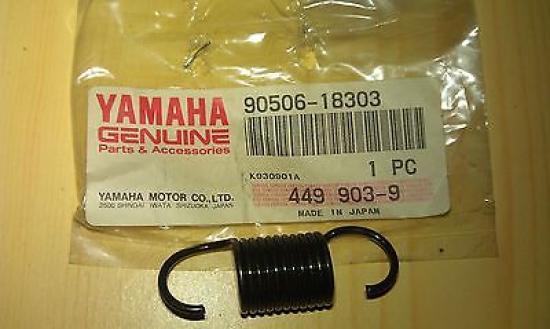 YAMAHA
GENUINE
Parts & Accessories
90506-18303
K030901A
1 PC
YAMAHA MOTOR CO., LTD.
2500 SHINGAI IWATA SHIZUOKA JAPAN
449 903-9
MADE IN JAPAN